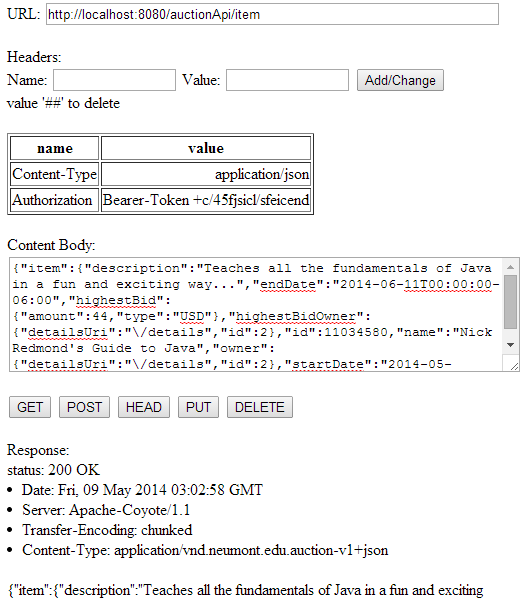 URL: http://localhost:8080/auctionApi/item
Headers:
Name: Value: Add/Change
value '##' to delete
name value
Content-Type application/json
Authorization Bearer-Token +c/45fjsicl/sfeicend
Content Body:
{"item":{"description":"Teaches all the fundamentals of Java
in a fun and exciting way...","endDate":"2014-06-11T00:00:00-
06:00","highestBid":
{"amount":44,"type":"USD"},"highestBidOwner":
{"detailsUri":"\/details","id":2},"id":11034580,"name":"Nick
Redmond's Guide to Java","owner":
{"detailsUri":"\/details","id":2},"startDate":"2014-05-
GET POST HEAD PUT DELETE
Response:
status: 200 OK
• Date: Fri, 09 May 2014 03:02:58 GMT
• Server: Apache-Coyote/1.1
• Transfer-Encoding: chunked
• Content-Type: application/vnd.neumont.edu.auction-v1+json
{"item":{"description":"Teaches all the fundamentals of Java in a fun and exciting